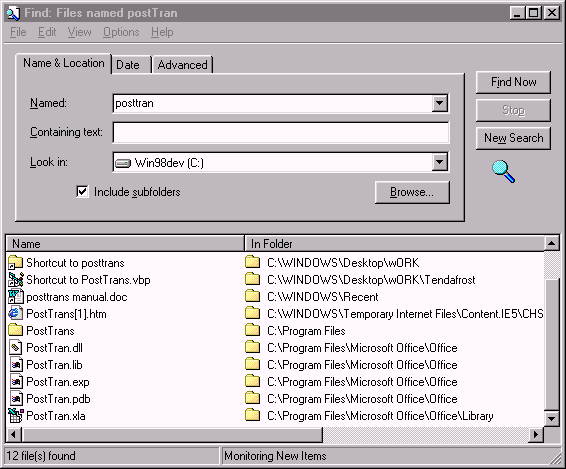 Find: Files named postTran
File Edit View Options Help
Name & Location Date Advanced
Named: posttran
Containing text:
Look in: Win98dev (C:)
Include subfolders
Browse...
Find Now
Stop
New Search
Name In Folder
Shortcut to posttrans C:\WINDOWS\Desktop\wORK
Shortcut to PostTrans.vbp C:\WINDOWS\Desktop\wORK\Tendafrost
posttrans manual.doc C:\WINDOWS\Recent
PostTrans[1].htm C:\WINDOWS\Temporary Internet Files\Content.IE5\CHS
PostTrans C:\Program Files
PostTran.dll C:\Program Files\Microsoft Office\Office
PostTran.lib C:\Program Files\Microsoft Office\Office
PostTran.exp C:\Program Files\Microsoft Office\Office
PostTran.pdb C:\Program Files\Microsoft Office\Office
PostTran.xla C:\Program Files\Microsoft Office\Office\Library
12 file(s) found Monitoring New Items